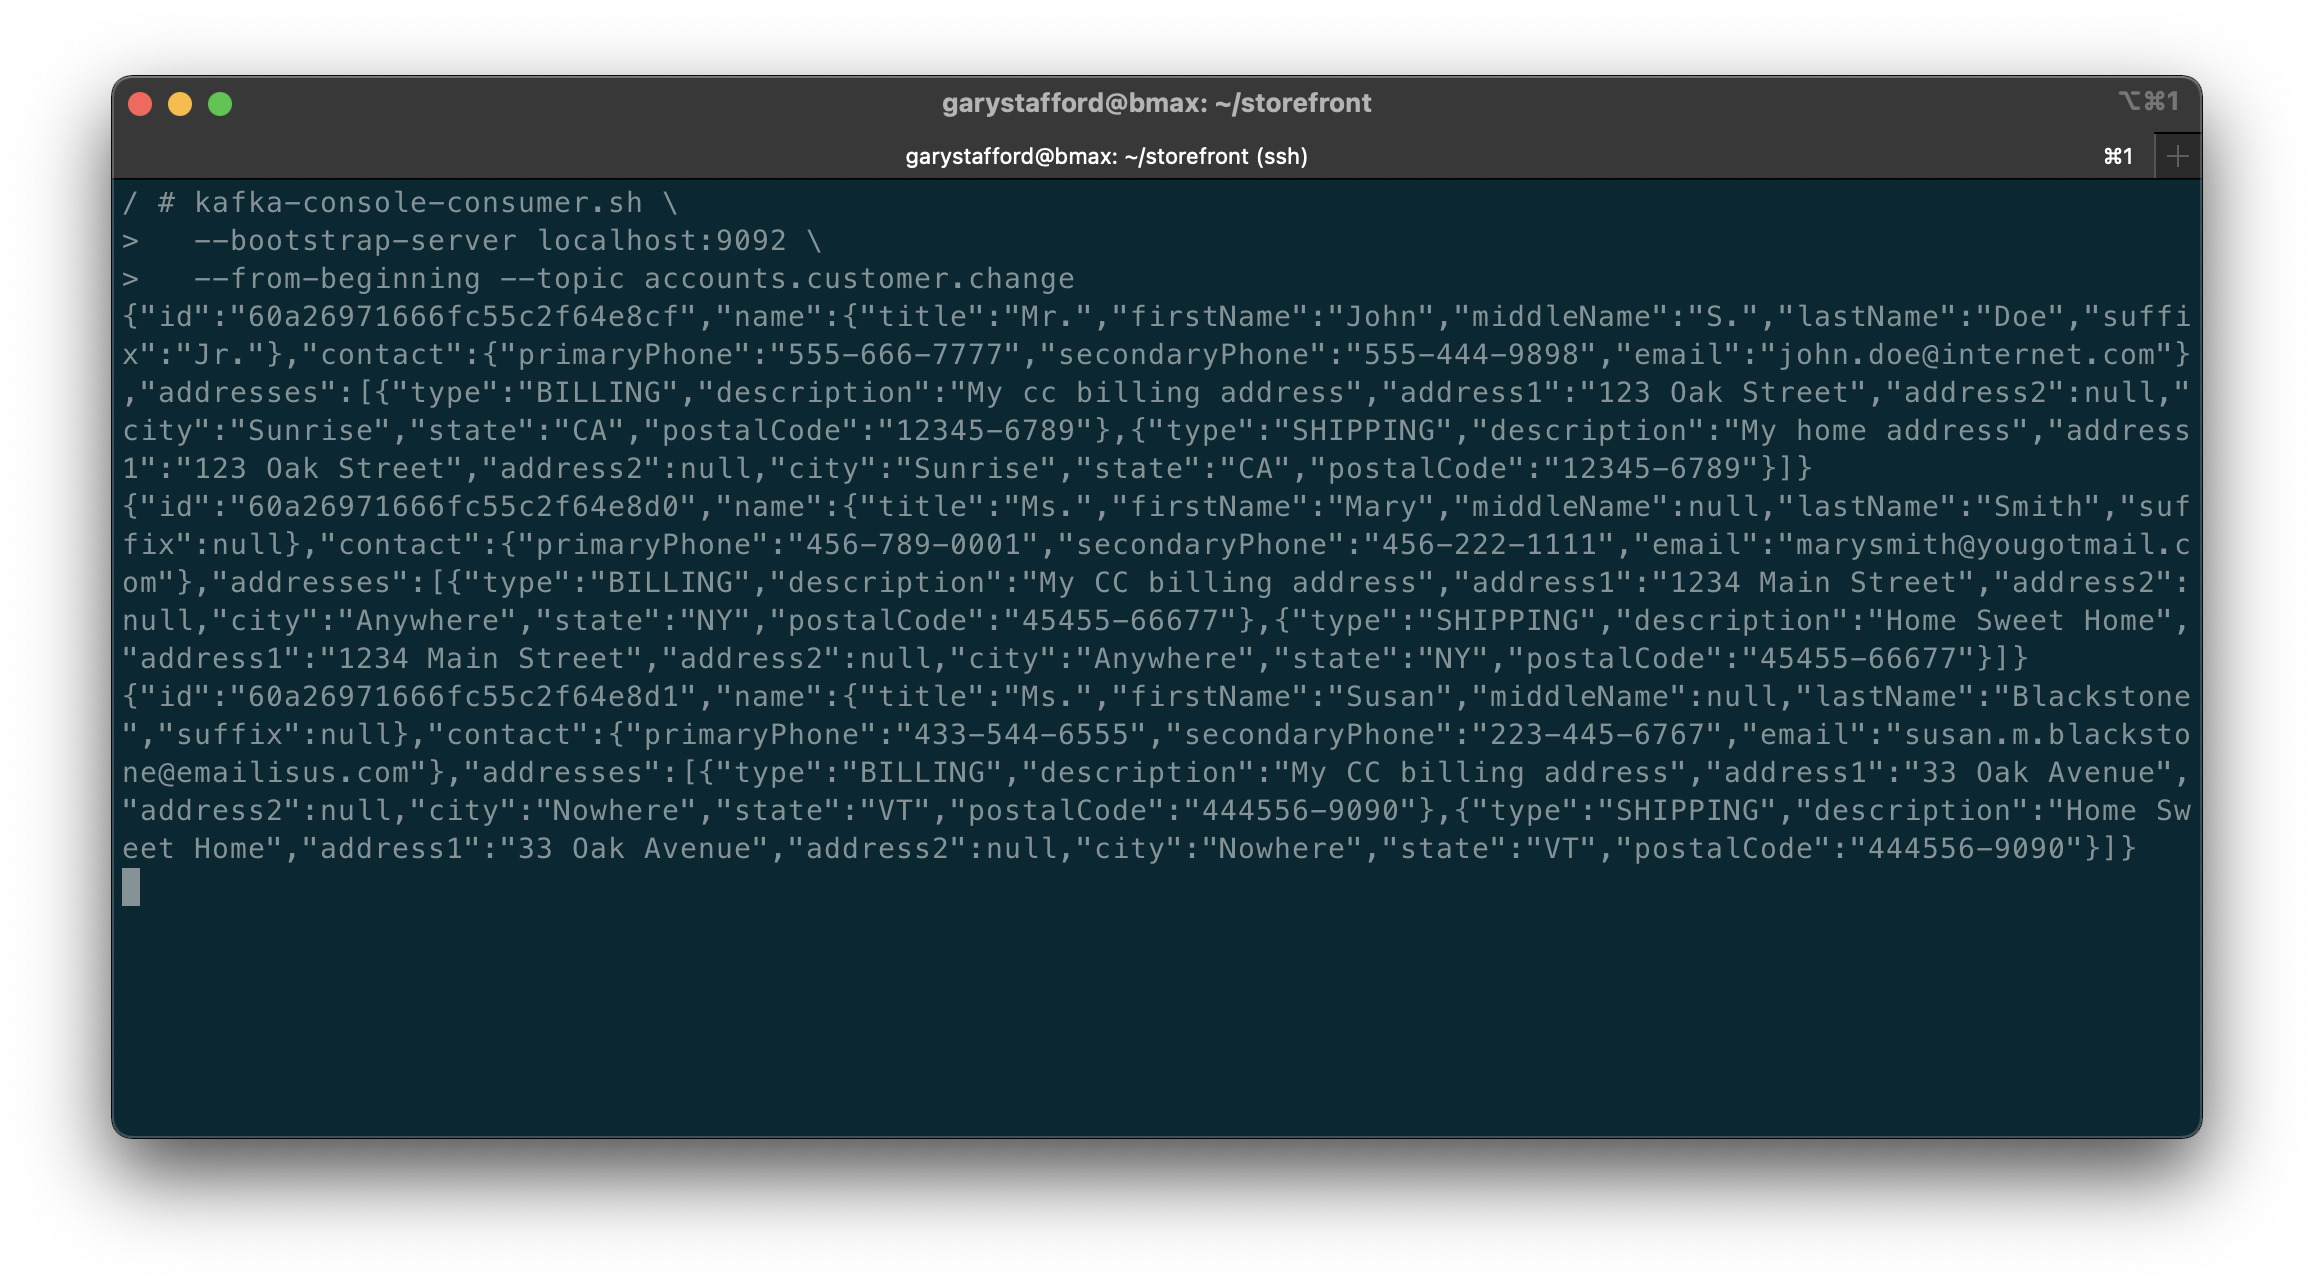 garystafford@bmax: ~/storefront ⌥⌘1
garystafford@bmax: ~/storefront (ssh) ⌘1
/ # kafka-console-consumer.sh \
>   --bootstrap-server localhost:9092 \
>   --from-beginning --topic accounts.customer.change
{"id":"60a26971666fc55c2f64e8cf","name":{"title":"Mr.","firstName":"John","middleName":"S.","lastName":"Doe","suffi
x":"Jr."},"contact":{"primaryPhone":"555-666-7777","secondaryPhone":"555-444-9898","email":"john.doe@internet.com"}
,"addresses":[{"type":"BILLING","description":"My cc billing address","address1":"123 Oak Street","address2":null,"
city":"Sunrise","state":"CA","postalCode":"12345-6789"},{"type":"SHIPPING","description":"My home address","address
1":"123 Oak Street","address2":null,"city":"Sunrise","state":"CA","postalCode":"12345-6789"}]}
{"id":"60a26971666fc55c2f64e8d0","name":{"title":"Ms.","firstName":"Mary","middleName":null,"lastName":"Smith","suf
fix":null},"contact":{"primaryPhone":"456-789-0001","secondaryPhone":"456-222-1111","email":"marysmith@yougotmail.c
om"},"addresses":[{"type":"BILLING","description":"My CC billing address","address1":"1234 Main Street","address2":
null,"city":"Anywhere","state":"NY","postalCode":"45455-66677"},{"type":"SHIPPING","description":"Home Sweet Home",
"address1":"1234 Main Street","address2":null,"city":"Anywhere","state":"NY","postalCode":"45455-66677"}]}
{"id":"60a26971666fc55c2f64e8d1","name":{"title":"Ms.","firstName":"Susan","middleName":null,"lastName":"Blackstone
","suffix":null},"contact":{"primaryPhone":"433-544-6555","secondaryPhone":"223-445-6767","email":"susan.m.blacksto
ne@emailisus.com"},"addresses":[{"type":"BILLING","description":"My CC billing address","address1":"33 Oak Avenue",
"address2":null,"city":"Nowhere","state":"VT","postalCode":"444556-9090"},{"type":"SHIPPING","description":"Home Sw
eet Home","address1":"33 Oak Avenue","address2":null,"city":"Nowhere","state":"VT","postalCode":"444556-9090"}]}